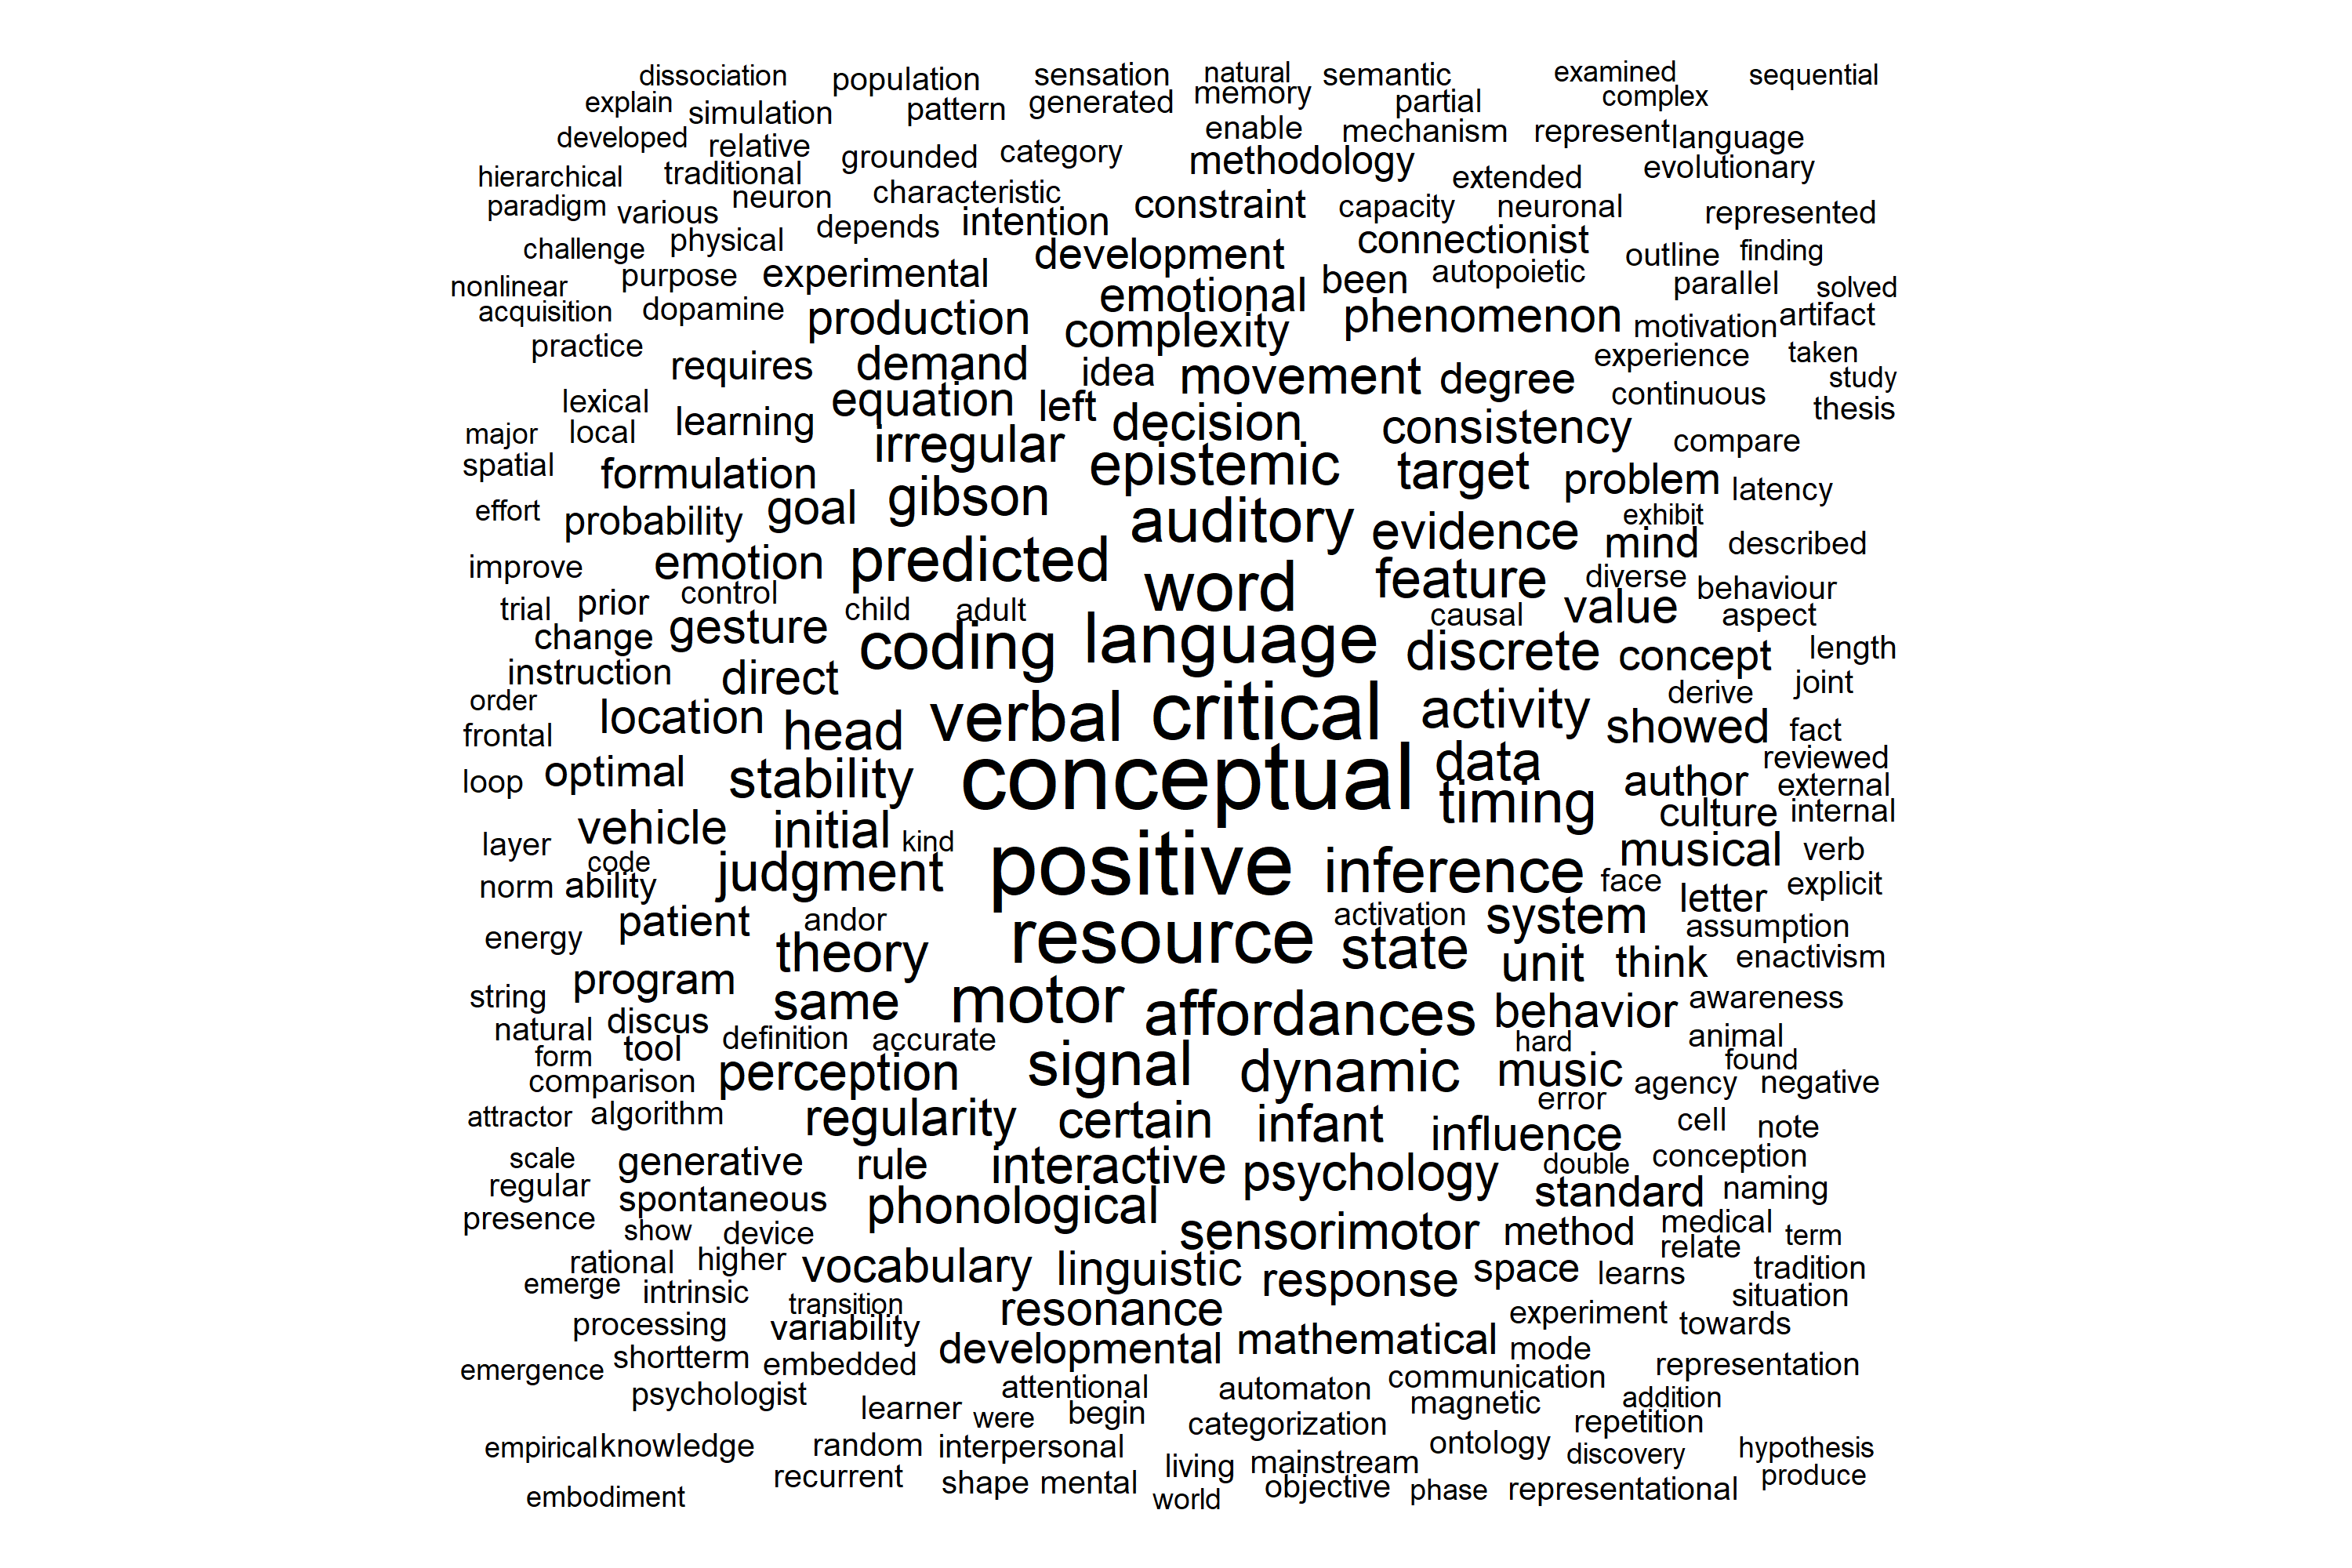 dissociation population sensation natural semantic examined sequential
explain simulation pattern generated memory partial complex
developed relative enable mechanism represent language
hierarchical traditional grounded category methodology extended evolutionary
paradigm various neuron characteristic intention constraint capacity neuronal represented
challenge physical depends development connectionist outline finding
nonlinear purpose experimental emotional been autopoietic parallel solved
acquisition dopamine production complexity phenomenon motivation artifact
practice requires demand idea movement degree experience taken
lexical learning equation left decision consistency continuous study
major local irregular epistemic target compare thesis
spatial formulation goal gibson auditory problem latency
effort probability predicted evidence exhibit mind described
improve emotion word feature diverse behaviour
trial prior control child adult causal value aspect
change gesture coding language discrete concept length
instruction direct verbal critical activity derive joint
order location head showed fact
frontal optimal stability conceptual data author reviewed
loop timing culture external
vehicle initial kind internal
layer code judgment positive inference musical verb
norm ability face letter explicit
patient andor resource activation system assumption
energy theory state unit think enactivism
string program same motor affordances behavior awareness
natural discus definition accurate hard animal
form tool perception signal dynamic music found
comparison agency negative
attractor algorithm regularity certain infant influence error cell note
scale generative rule interactive psychology double conception
regular spontaneous phonological standard naming
presence show device sensorimotor method medical term
rational higher vocabulary linguistic response space relate learns tradition
emerge intrinsic transition resonance experiment situation
processing variability developmental mathematical mode towards
emergence shortterm embedded attentional automaton communication representation
psychologist learner were begin categorization magnetic addition
empirical knowledge random interpersonal ontology repetition discovery hypothesis
recurrent shape mental living mainstream produce
embodiment world objective phase representational